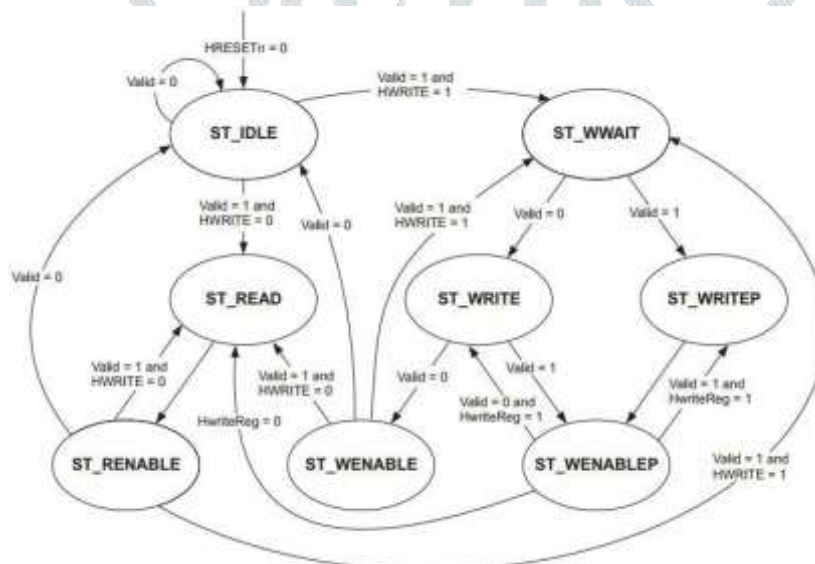 HRESETn = 0
Valid = 0
Valid = 1 and
HWRITE = 1
ST_IDLE
ST_WWAIT
Valid = 1 and
HWRITE = 0
Valid = 0
Valid = 1 and
HWRITE = 1
Valid = 0
Valid = 1
Valid = 0
ST_READ
ST_WRITE
ST_WRITEP
Valid = 1 and
HWRITE = 0
Valid = 1 and
HWRITE = 0
Valid = 0
Valid = 1
HwriteReg = 0
Valid = 0 and
HwriteReg = 1
Valid = 1 and
HwriteReg = 1
ST_RENABLE
ST_WENABLE
ST_WENABLEP
Valid = 1 and
HWRITE = 1